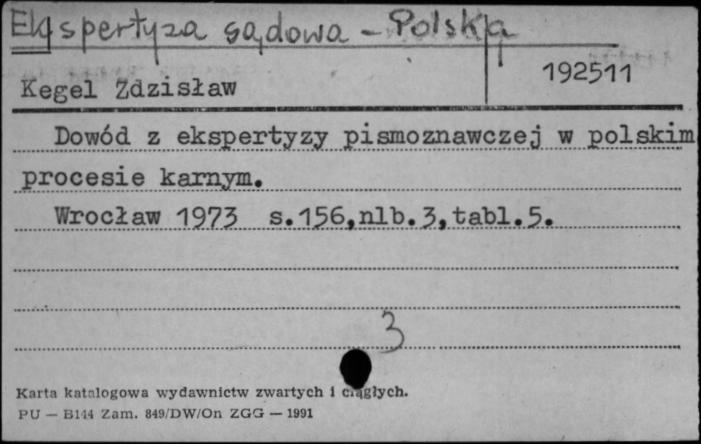 Ekspertyza sądowa - Polska
192511
Kegel Zdzisław
Dowód z ekspertyzy pismoznawczej w polskim
procesie karnym.
Wrocław 1973 s.156,nlb.3,tabl.5.
3
Karta katalogowa wydawnictw zwartych i ciągłych.
PU — B144 Zam. 849/DW/On ZGG — 1991